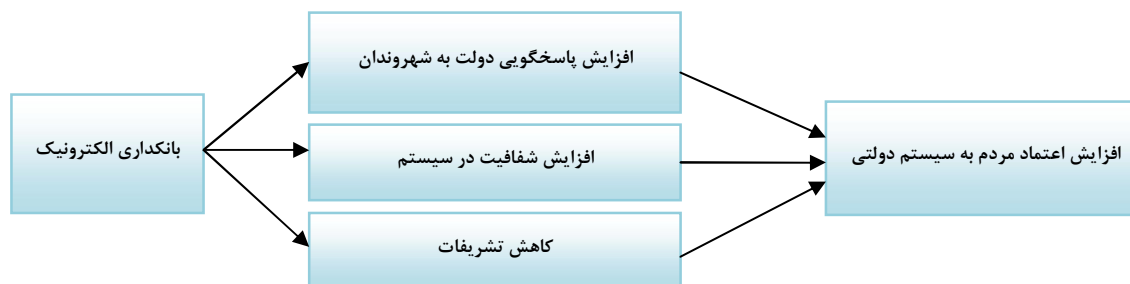 افزایش پاسخگویی دولت به شهروندان
بانکداری الکترونیک
افزایش شفافیت در سیستم
افزایش اعتماد مردم به سیستم دولتی
کاهش تشریفات